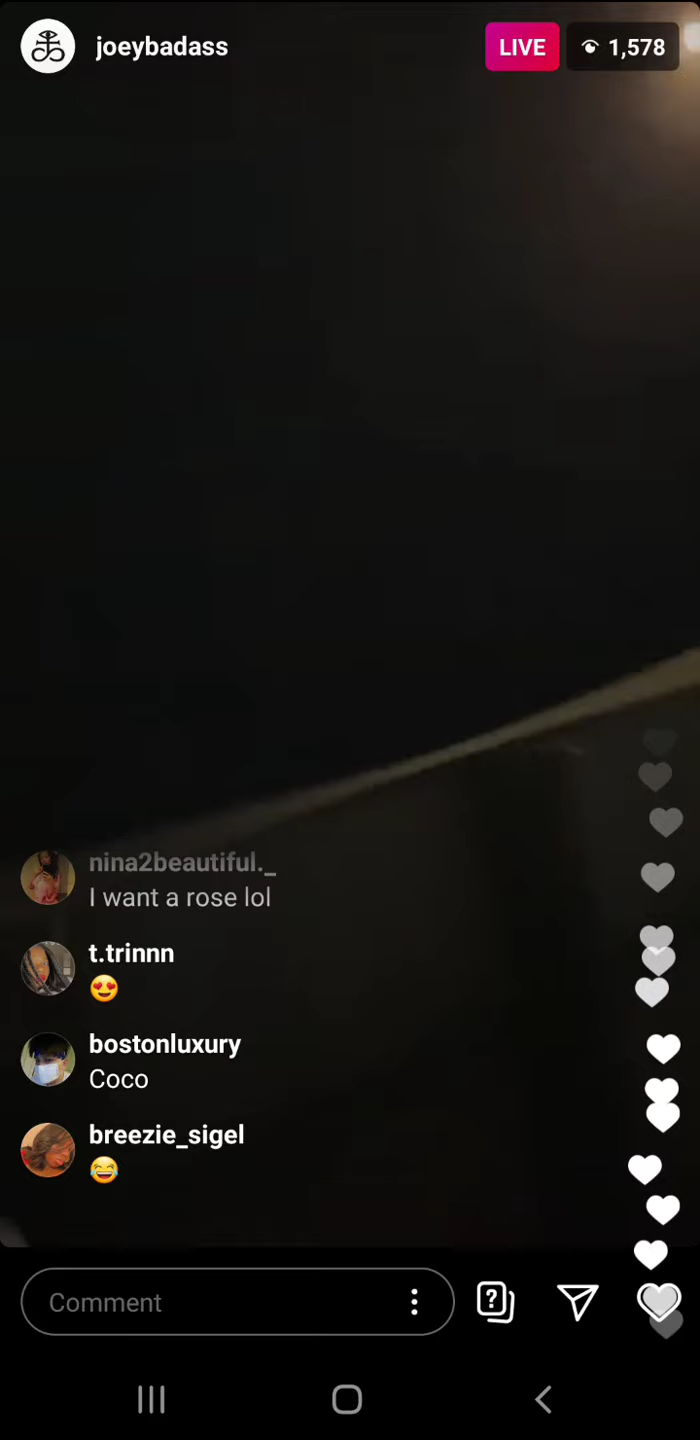 joeybadass
LIVE
1,578
nina2beautiful._
I want a rose lol
t.trinnn
😍
bostonluxury
Coco
breezie_sigel
😂
Comment